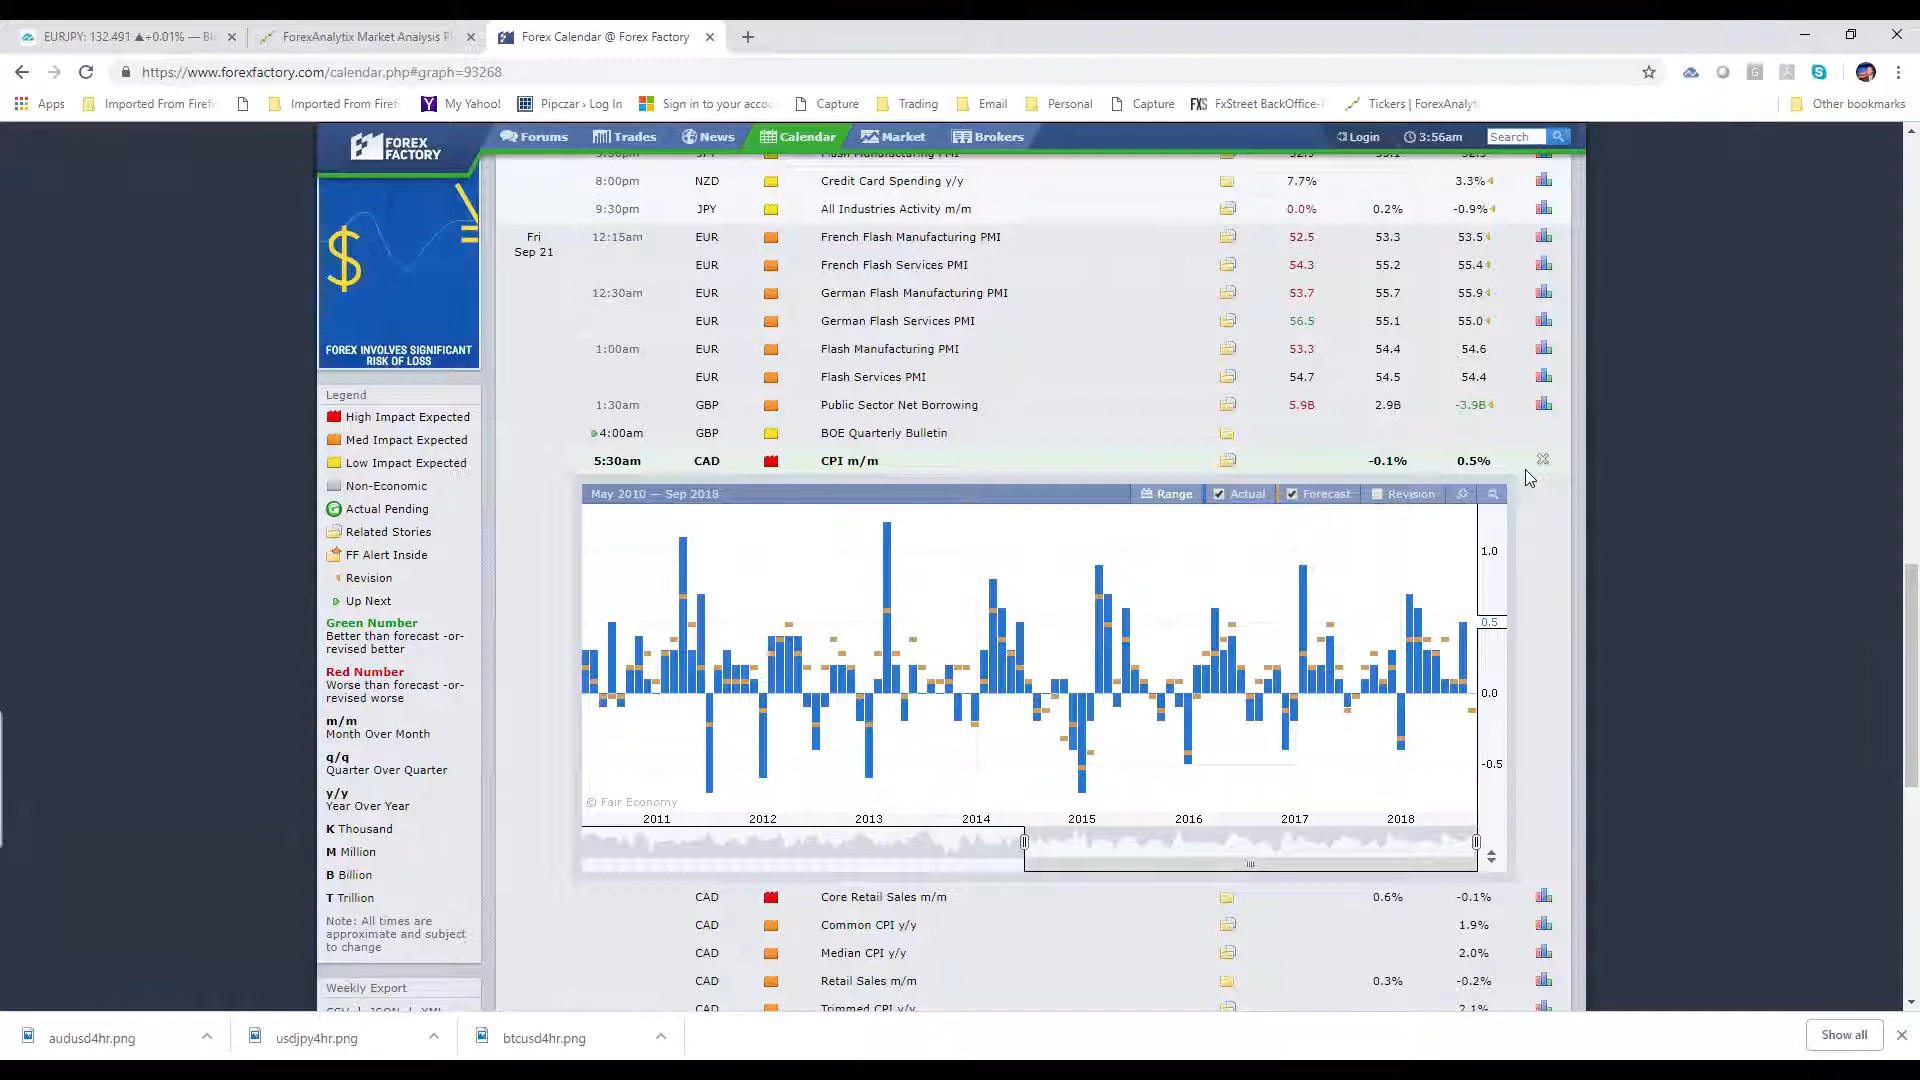 EURJPY: 132.491 ▲+0.01% — Bl
ForexAnalytix Market Analysis Pl
Forex Calendar @ Forex Factory
https://www.forexfactory.com/calendar.php#graph=93268
Apps
Imported From Firef
Imported From Firef
My Yahoo!
Pipczar › Log In
Sign in to your acco
Capture
Trading
Email
Personal
Capture
FXS FxStreet BackOffice-
Tickers | ForexAnalyt
Other bookmarks
FOREX FACTORY
Forums
Trades
News
Calendar
Market
Brokers
Login
3:56am
Search
8:00pm NZD Credit Card Spending y/y 7.7% 3.3%
9:30pm JPY All Industries Activity m/m 0.0% 0.2% -0.9%
Fri 12:15am EUR French Flash Manufacturing PMI 52.5 53.3 53.5
Sep 21
EUR French Flash Services PMI 54.3 55.2 55.4
12:30am EUR German Flash Manufacturing PMI 53.7 55.7 55.9
EUR German Flash Services PMI 56.5 55.1 55.0
1:00am EUR Flash Manufacturing PMI 53.3 54.4 54.6
EUR Flash Services PMI 54.7 54.5 54.4
1:30am GBP Public Sector Net Borrowing 5.9B 2.9B -3.9B
4:00am GBP BOE Quarterly Bulletin
5:30am CAD CPI m/m -0.1% 0.5%
May 2010 — Sep 2018
Range
Actual
Forecast
Revision
1.0
0.5
0.0
-0.5
© Fair Economy
2011 2012 2013 2014 2015 2016 2017 2018
CAD Core Retail Sales m/m 0.6% -0.1%
CAD Common CPI y/y 1.9%
CAD Median CPI y/y 2.0%
CAD Retail Sales m/m 0.3% -0.2%
CAD Trimmed CPI y/y 2.1%
$
FOREX INVOLVES SIGNIFICANT
RISK OF LOSS
Legend
High Impact Expected
Med Impact Expected
Low Impact Expected
Non-Economic
Actual Pending
Related Stories
FF Alert Inside
Revision
Up Next
Green Number
Better than forecast -or-
revised better
Red Number
Worse than forecast -or-
revised worse
m/m
Month Over Month
q/q
Quarter Over Quarter
y/y
Year Over Year
K Thousand
M Million
B Billion
T Trillion
Note: All times are
approximate and subject
to change
Weekly Export
audusd4hr.png
usdjpy4hr.png
btcusd4hr.png
Show all